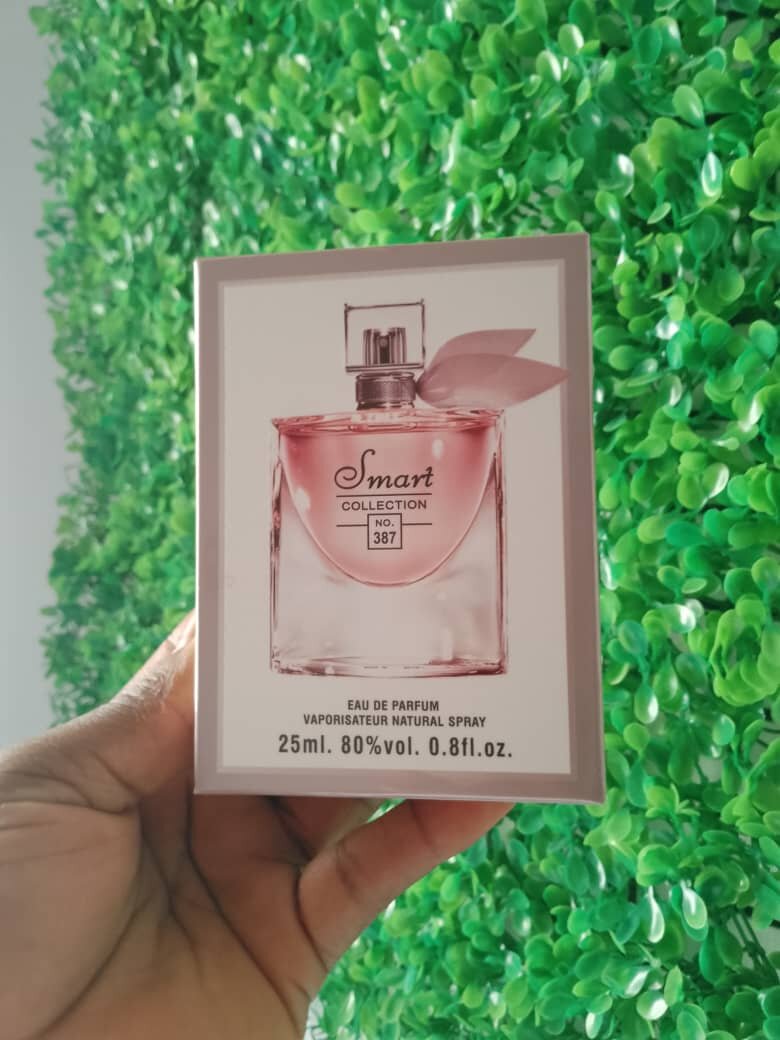 Smart
COLLECTION
NO.
387
EAU DE PARFUM
VAPORISATEUR NATURAL SPRAY
25ml. 80%vol. 0.8fl.oz.